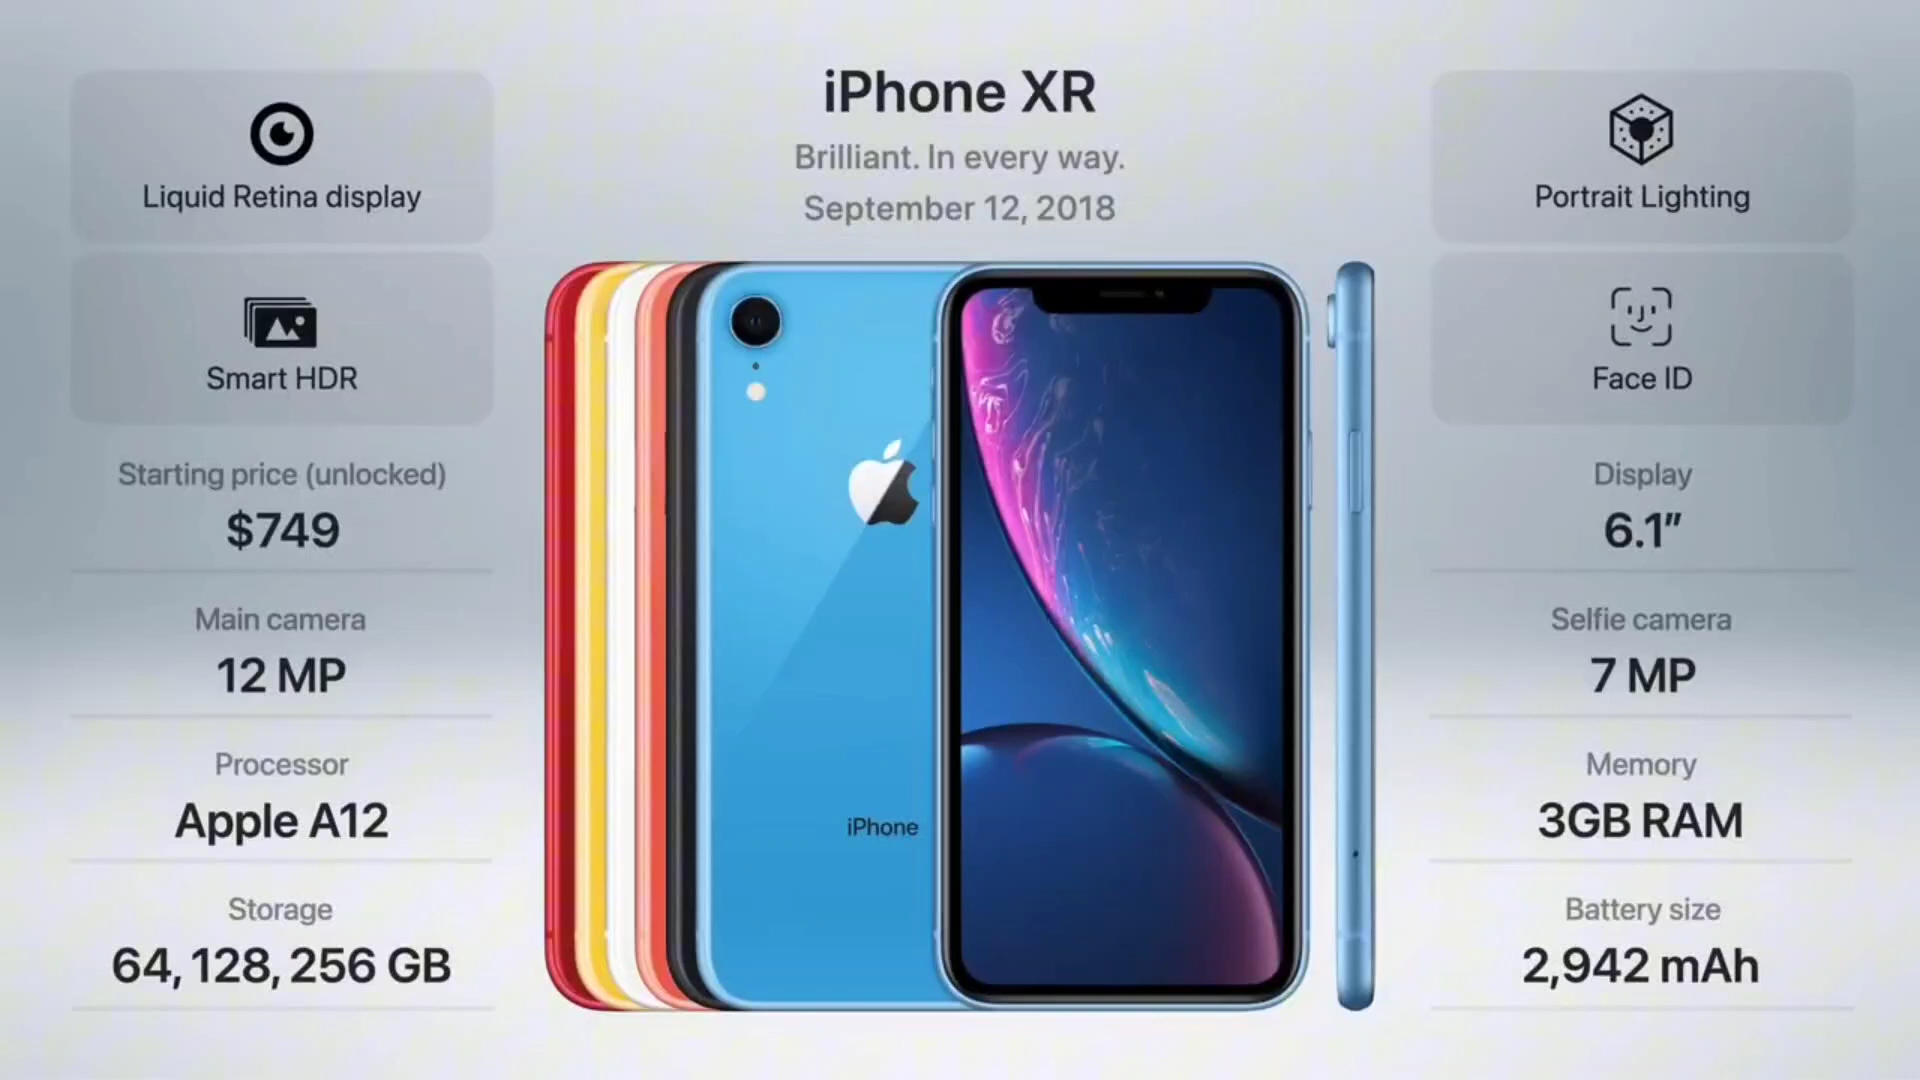 iPhone XR
Brilliant. In every way.
September 12, 2018
Liquid Retina display
Smart HDR
Starting price (unlocked)
$749
Main camera
12 MP
Processor
Apple A12
Storage
64, 128, 256 GB
iPhone
Portrait Lighting
Face ID
Display
6.1″
Selfie camera
7 MP
Memory
3GB RAM
Battery size
2,942 mAh